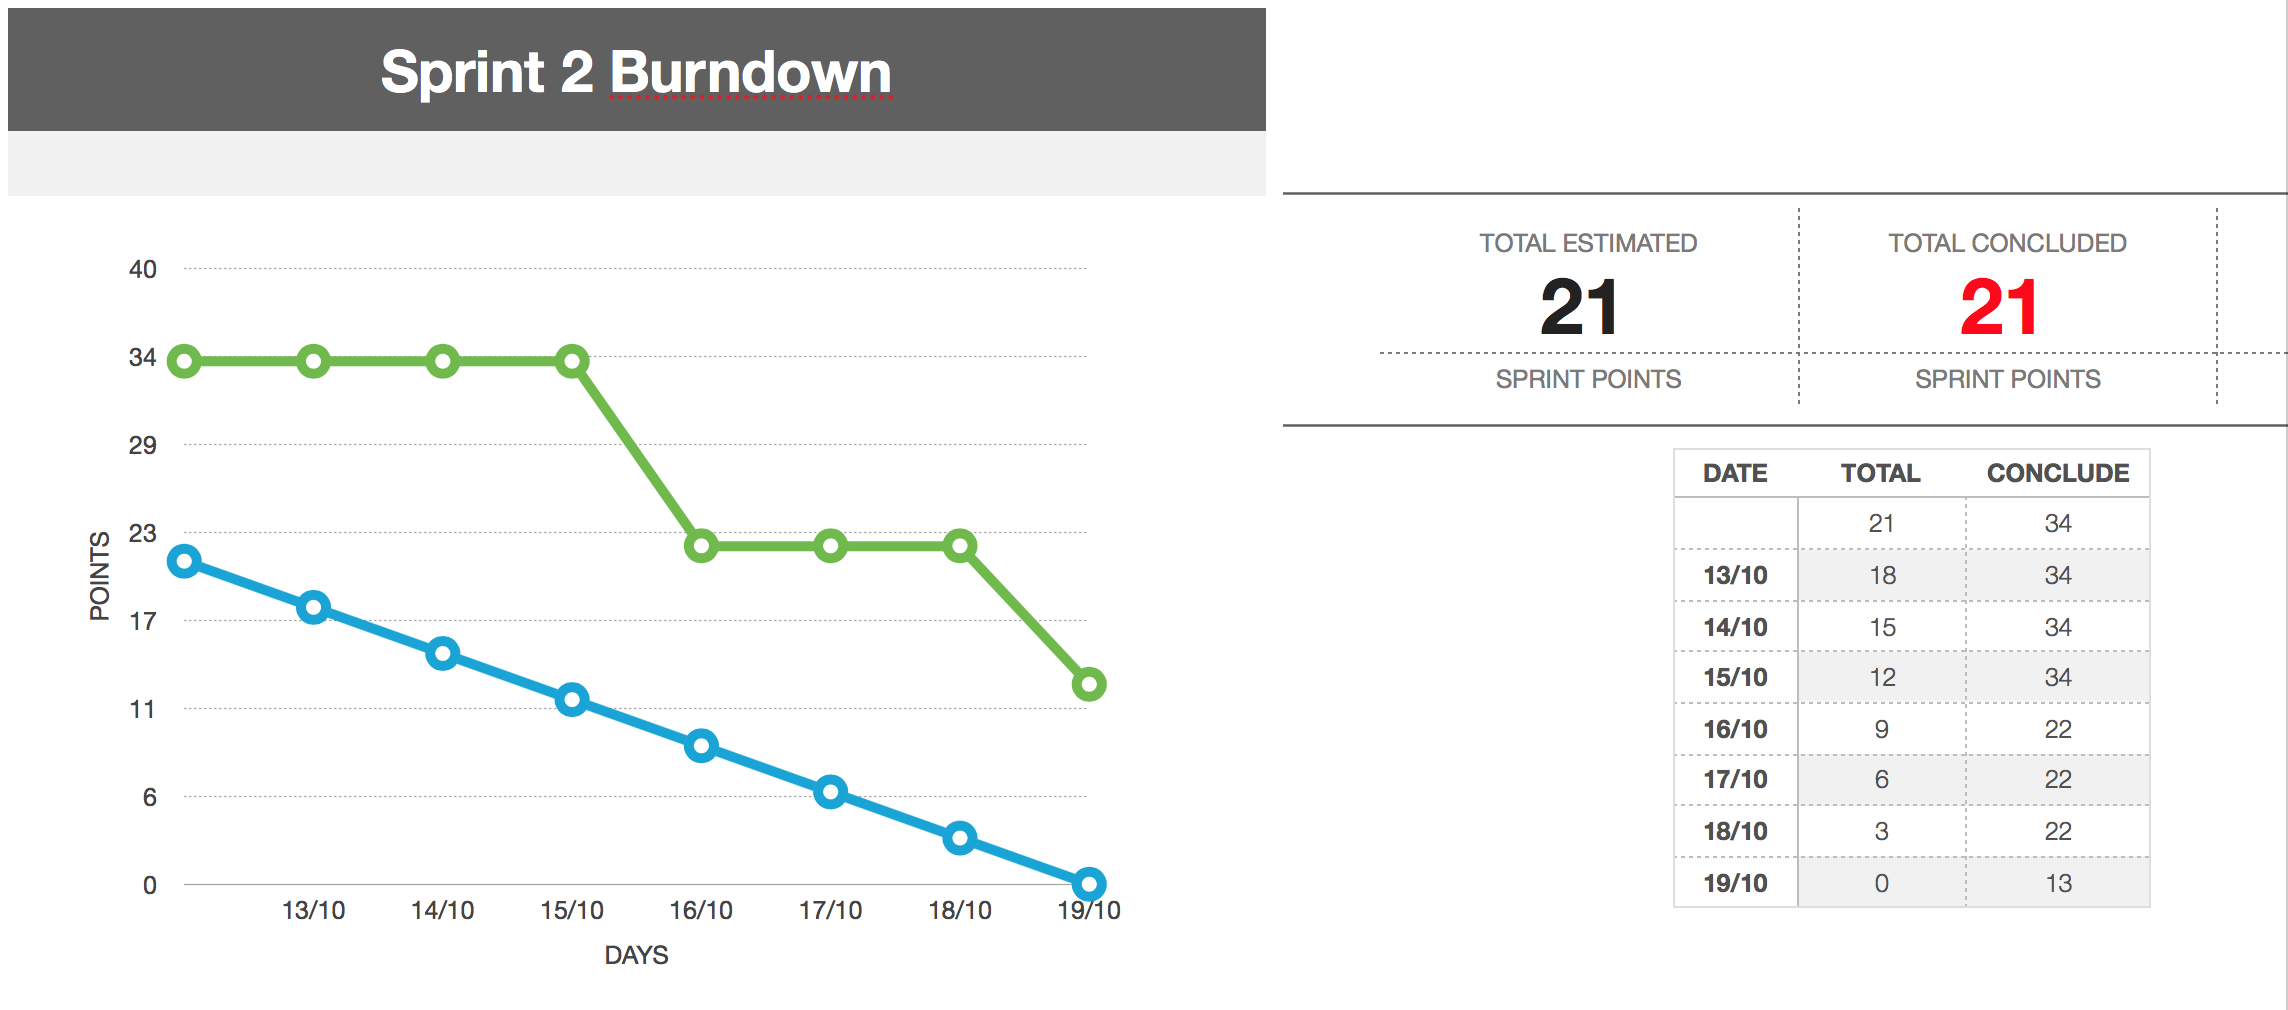 Sprint 2 Burndown
40
34
29
23
17
11
6
0
POINTS
13/10 14/10 15/10 16/10 17/10 18/10 19/10
DAYS
TOTAL ESTIMATED TOTAL CONCLUDED
21 21
SPRINT POINTS SPRINT POINTS
DATE TOTAL CONCLUDE
21 34
13/10 18 34
14/10 15 34
15/10 12 34
16/10 9 22
17/10 6 22
18/10 3 22
19/10 0 13